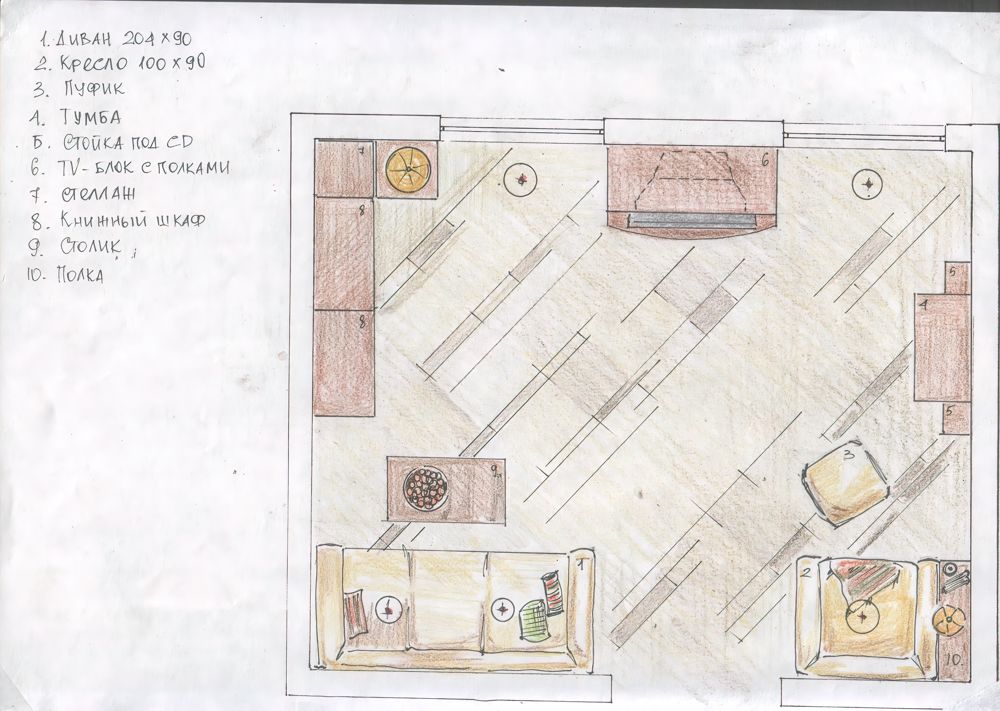 1. ДИВАН 204×90
2. КРЕСЛО 100×90
3. ПУФИК
4. ТУМБА
5. СТОЙКА ПОД CD
6. TV-БЛОК С ПОЛКАМИ
7. СТЕЛЛАЖ
8. КНИЖНЫЙ ШКАФ
9. СТОЛИК
10. ПОЛКА
7
6
8
5
4
8
5
3
9
1
2
10